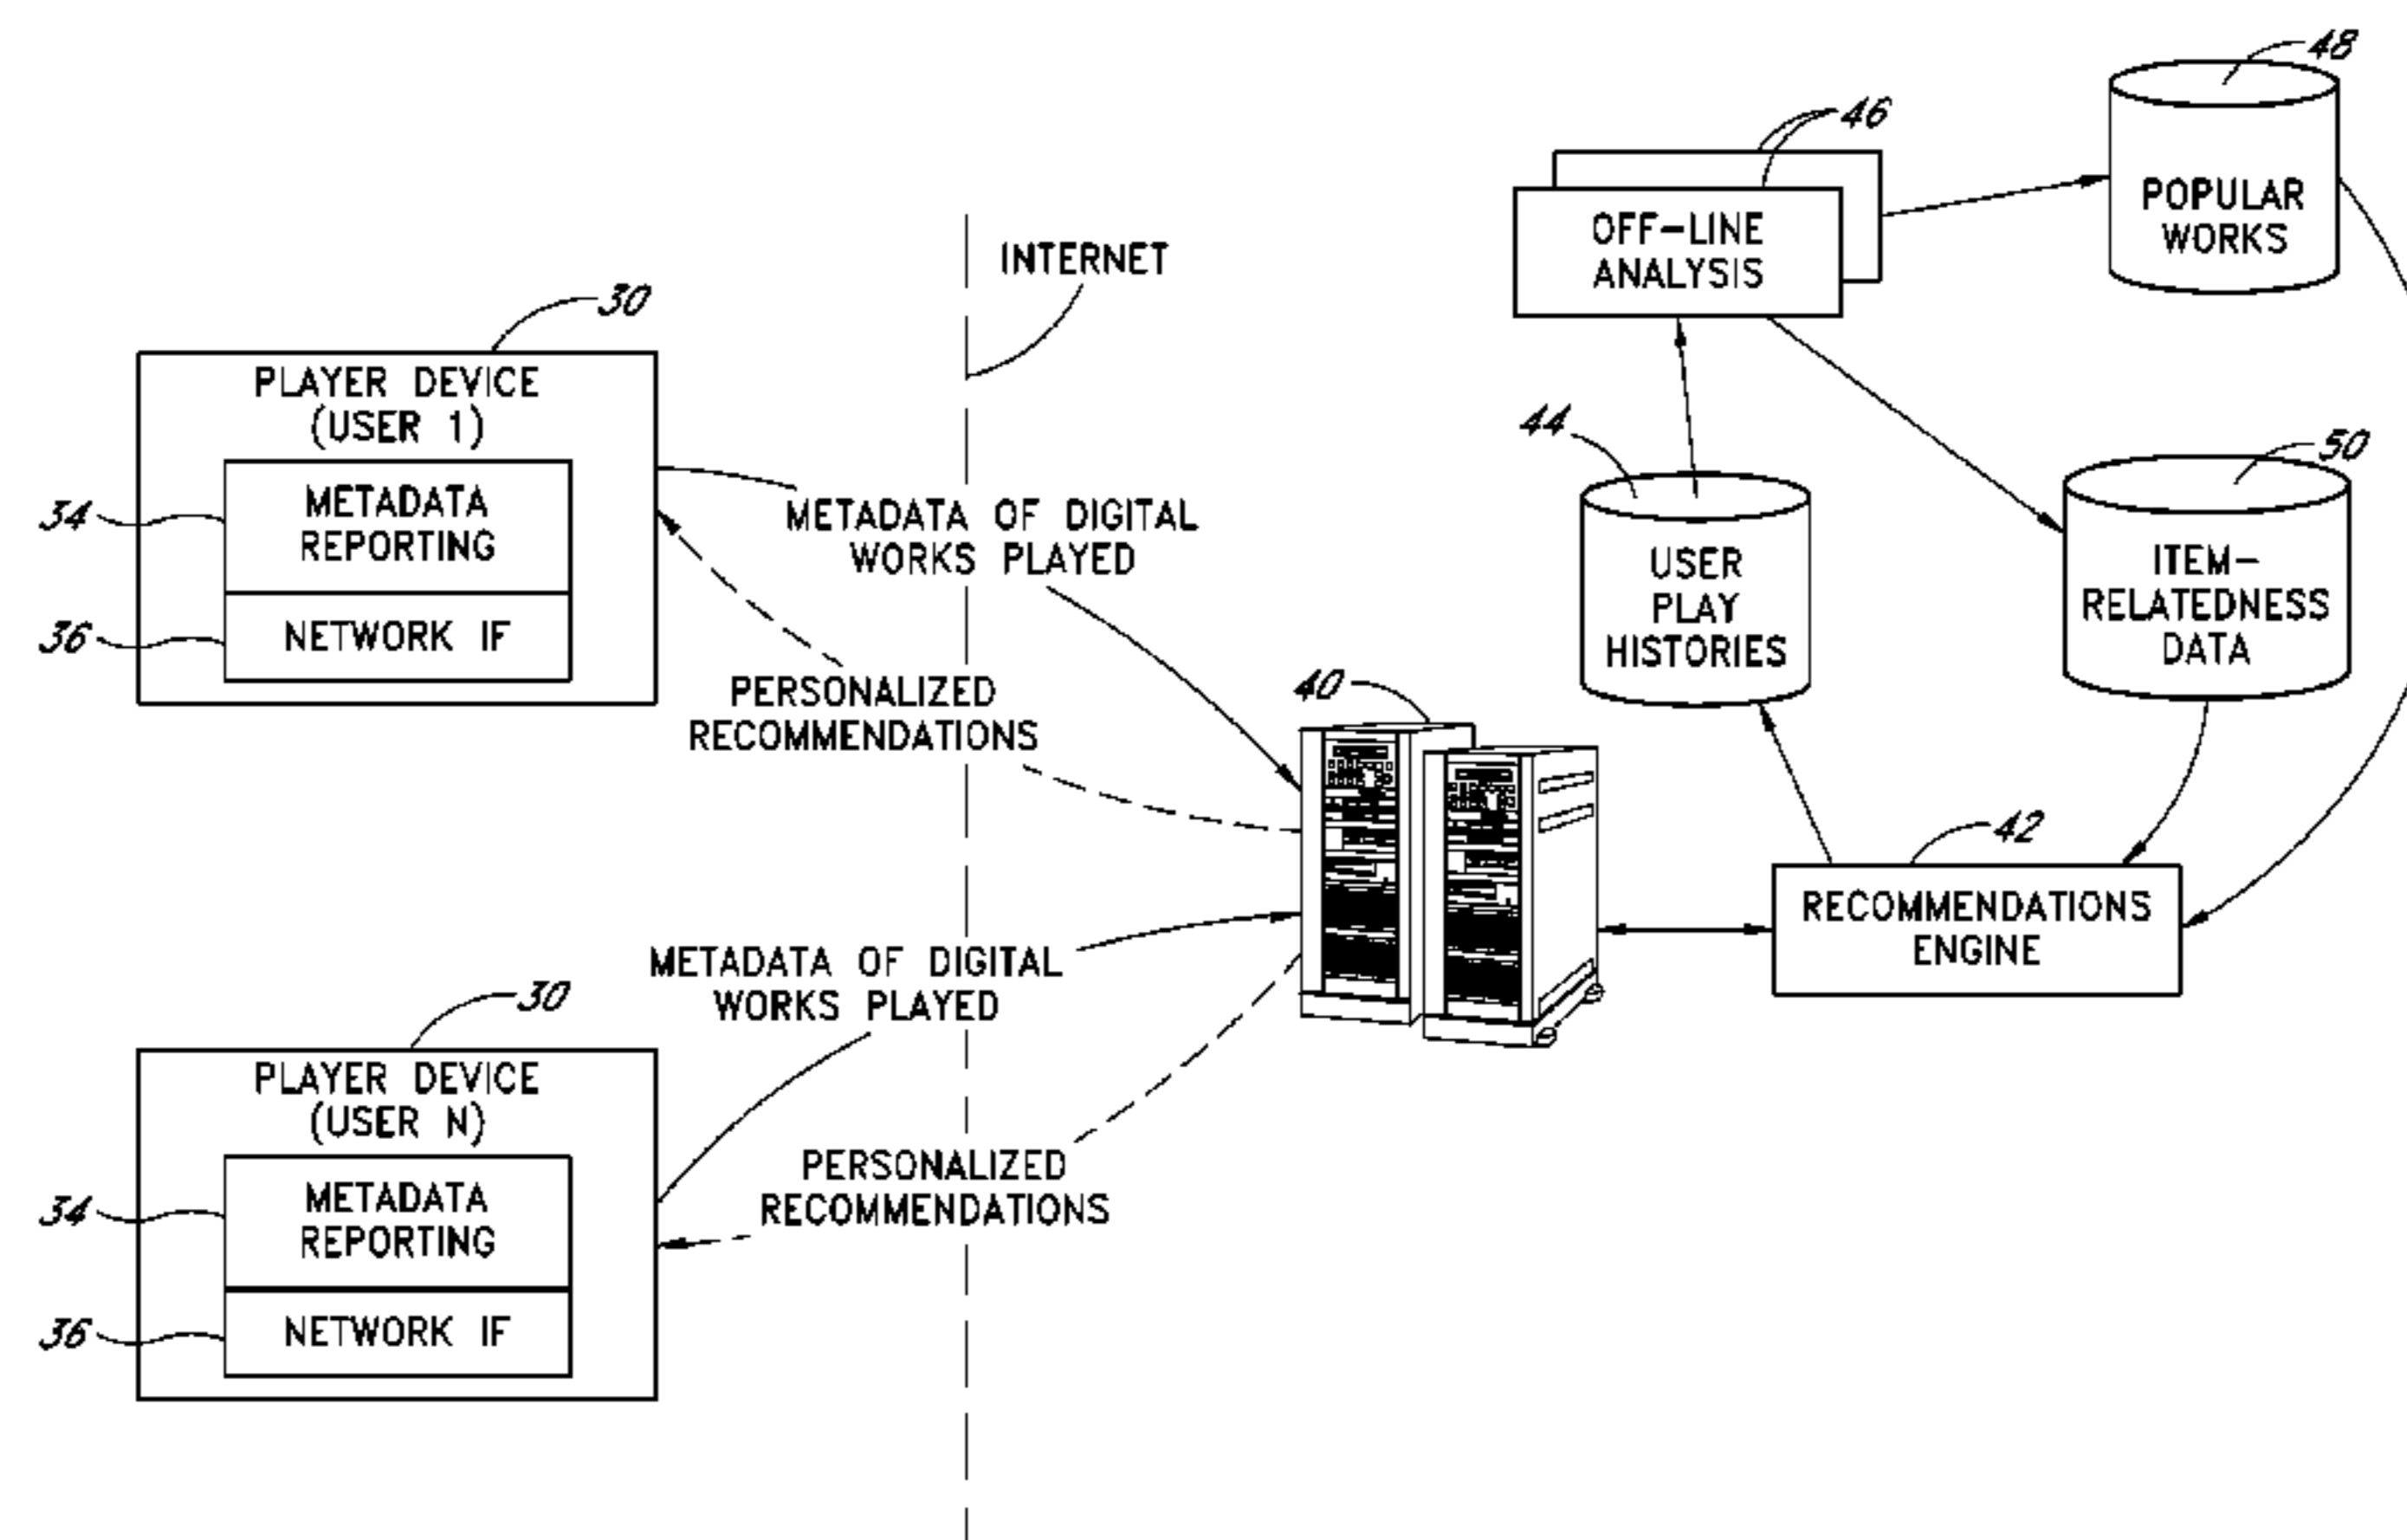 48
46
OFF-LINE
ANALYSIS
POPULAR
WORKS
INTERNET
30
PLAYER DEVICE
(USER 1)
METADATA
REPORTING
34
NETWORK IF
36
METADATA OF DIGITAL
WORKS PLAYED
PERSONALIZED
RECOMMENDATIONS
44
USER
PLAY
HISTORIES
50
ITEM-
RELATEDNESS
DATA
40
42
RECOMMENDATIONS
ENGINE
METADATA OF DIGITAL
WORKS PLAYED
30
PLAYER DEVICE
(USER N)
METADATA
REPORTING
34
NETWORK IF
36
PERSONALIZED
RECOMMENDATIONS